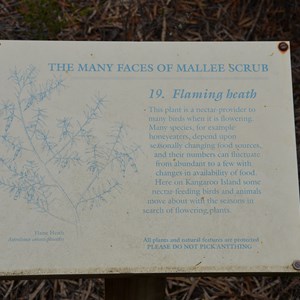 THE MANY FACES OF MALLEE SCRUB
19. Flaming heath
This plant is a nectar provider to
many birds when it is flowering.
Many species, for example
honeyeaters, depend upon
seasonally changing food sources,
and their numbers can fluctuate
from abundant to a few with
changes in availability of food.
Here on Kangaroo Island some
nectar feeding birds and animals
move about with the seasons in
search of flowering plants.
Flame Heath
Astroloma conostephioides
All plants and natural features are protected
PLEASE DO NOT PICK ANYTHING